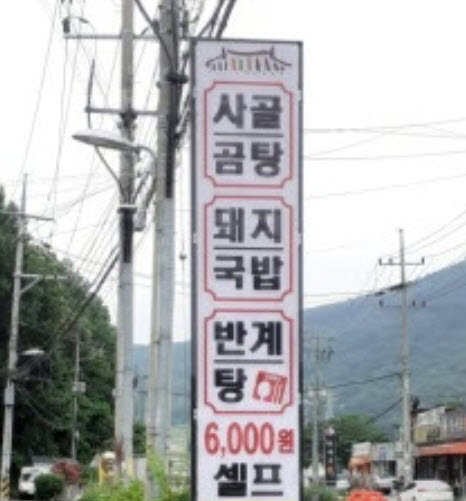 사골
곰탕
돼지
국밥
반계
탕
6,000원
셀프